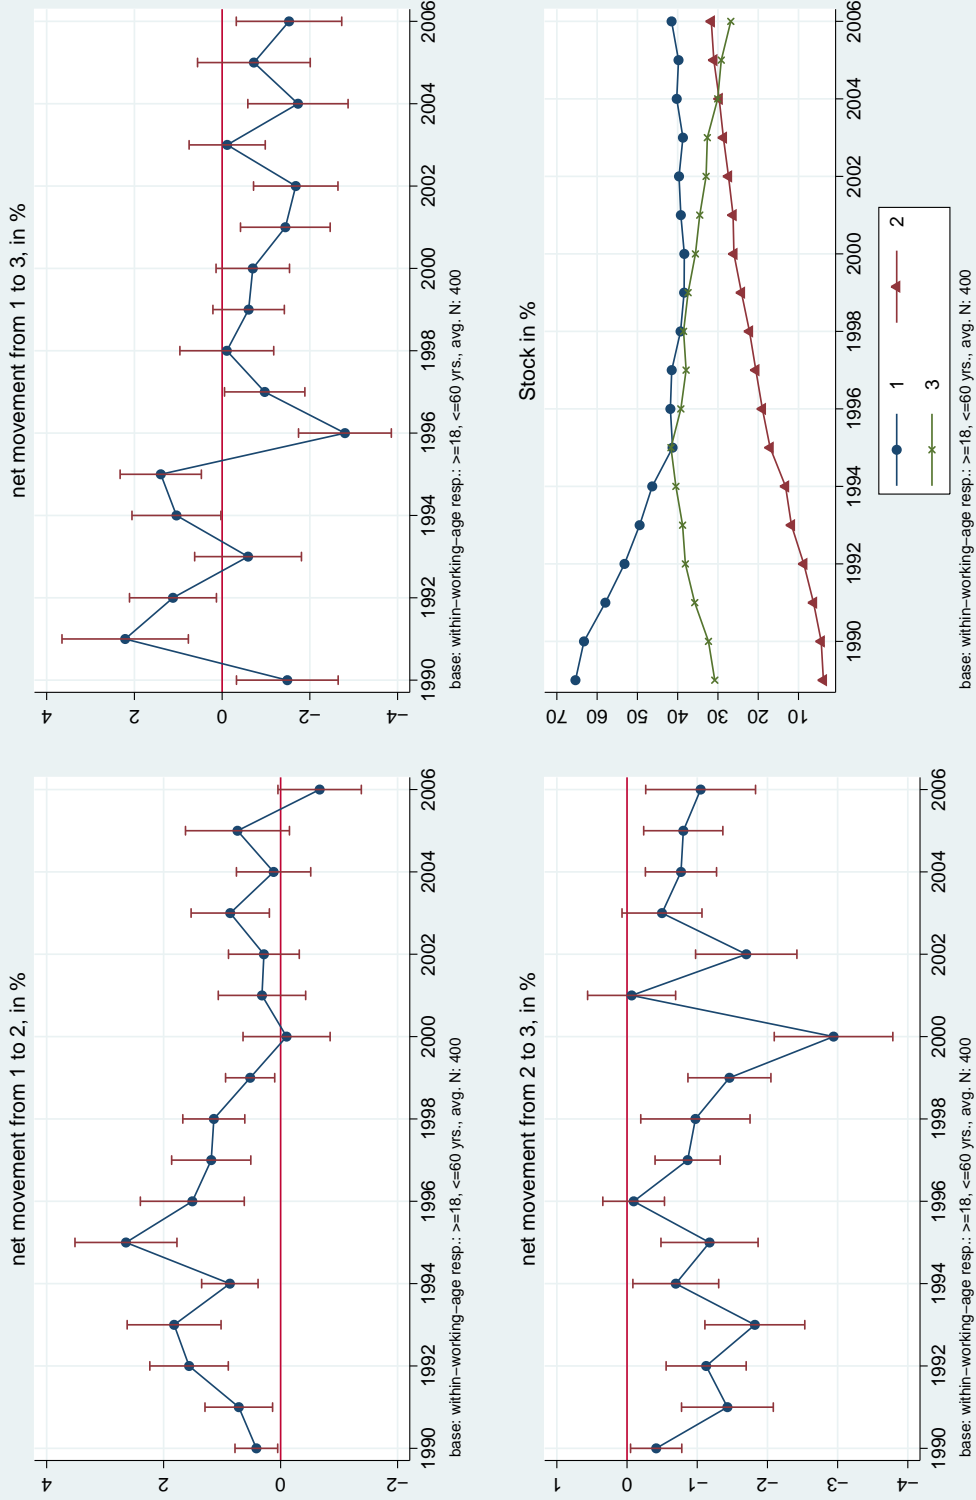 net movement from 1 to 2, in %
4
2
0
−2
1990 1992 1994 1996 1998 2000 2002 2004 2006
base: within−working−age resp.: >=18, <=60 yrs., avg. N: 400
net movement from 1 to 3, in %
4
2
0
−2
−4
1990 1992 1994 1996 1998 2000 2002 2004 2006
base: within−working−age resp.: >=18, <=60 yrs., avg. N: 400
net movement from 2 to 3, in %
1
0
−1
−2
−3
−4
1990 1992 1994 1996 1998 2000 2002 2004 2006
base: within−working−age resp.: >=18, <=60 yrs., avg. N: 400
Stock in %
70
60
50
40
30
20
10
1990 1992 1994 1996 1998 2000 2002 2004 2006
1 2
3
base: within−working−age resp.: >=18, <=60 yrs., avg. N: 400